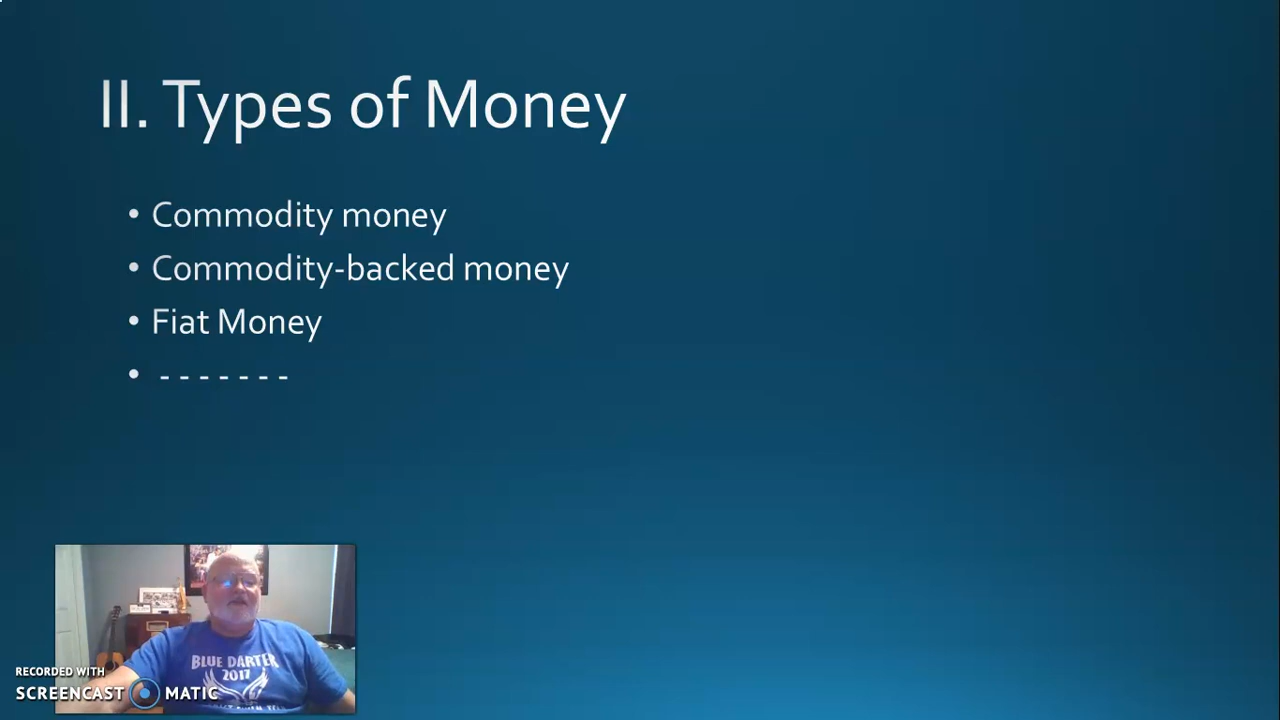 II. Types of Money
• Commodity money
• Commodity-backed money
• Fiat Money
• - - - - - - -
BLUE DARTER
2017
RECORDED WITH
SCREENCAST MATIC